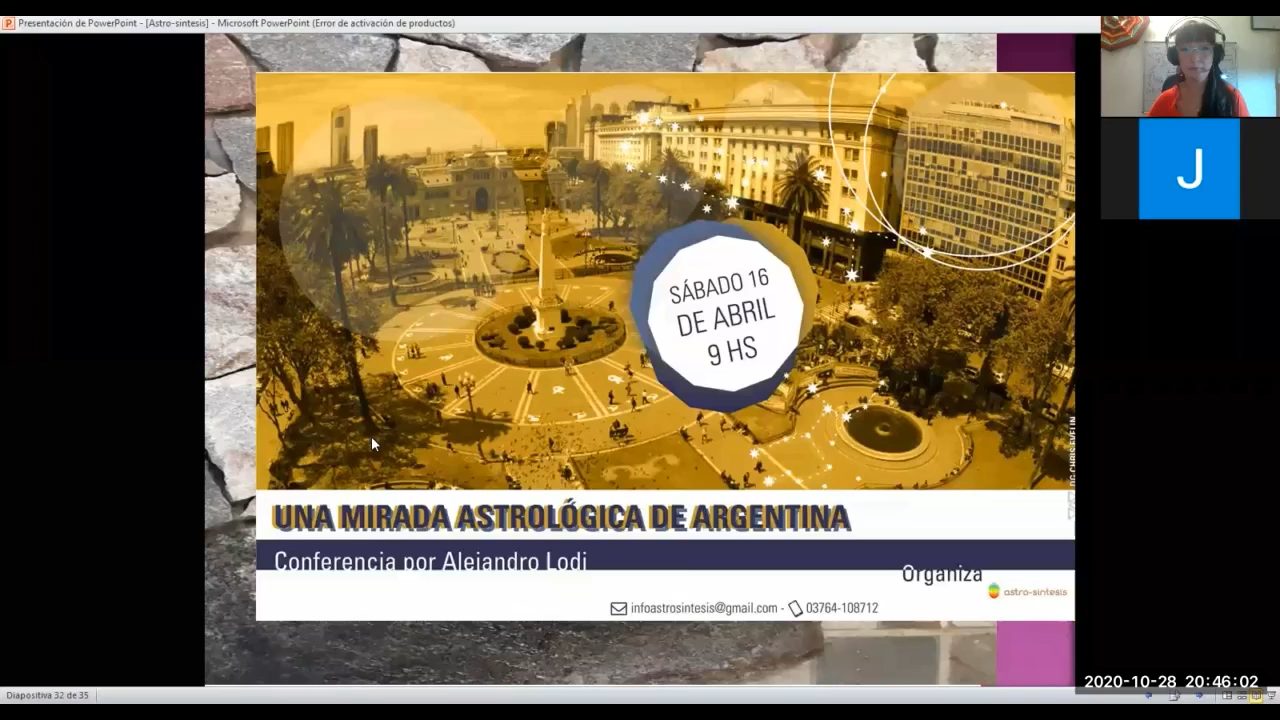 Presentación de PowerPoint - [Astro-sintesis] - Microsoft PowerPoint (Error de activación de productos)
J
SÁBADO 16
DE ABRIL
9 HS
UNA MIRADA ASTROLÓGICA DE ARGENTINA
Conferencia por Alejandro Lodi
Organiza
astro-sintesis
infoastrosintesis@gmail.com - 03764-108712
2020-10-28 20:46:02
Diapositiva 32 de 35